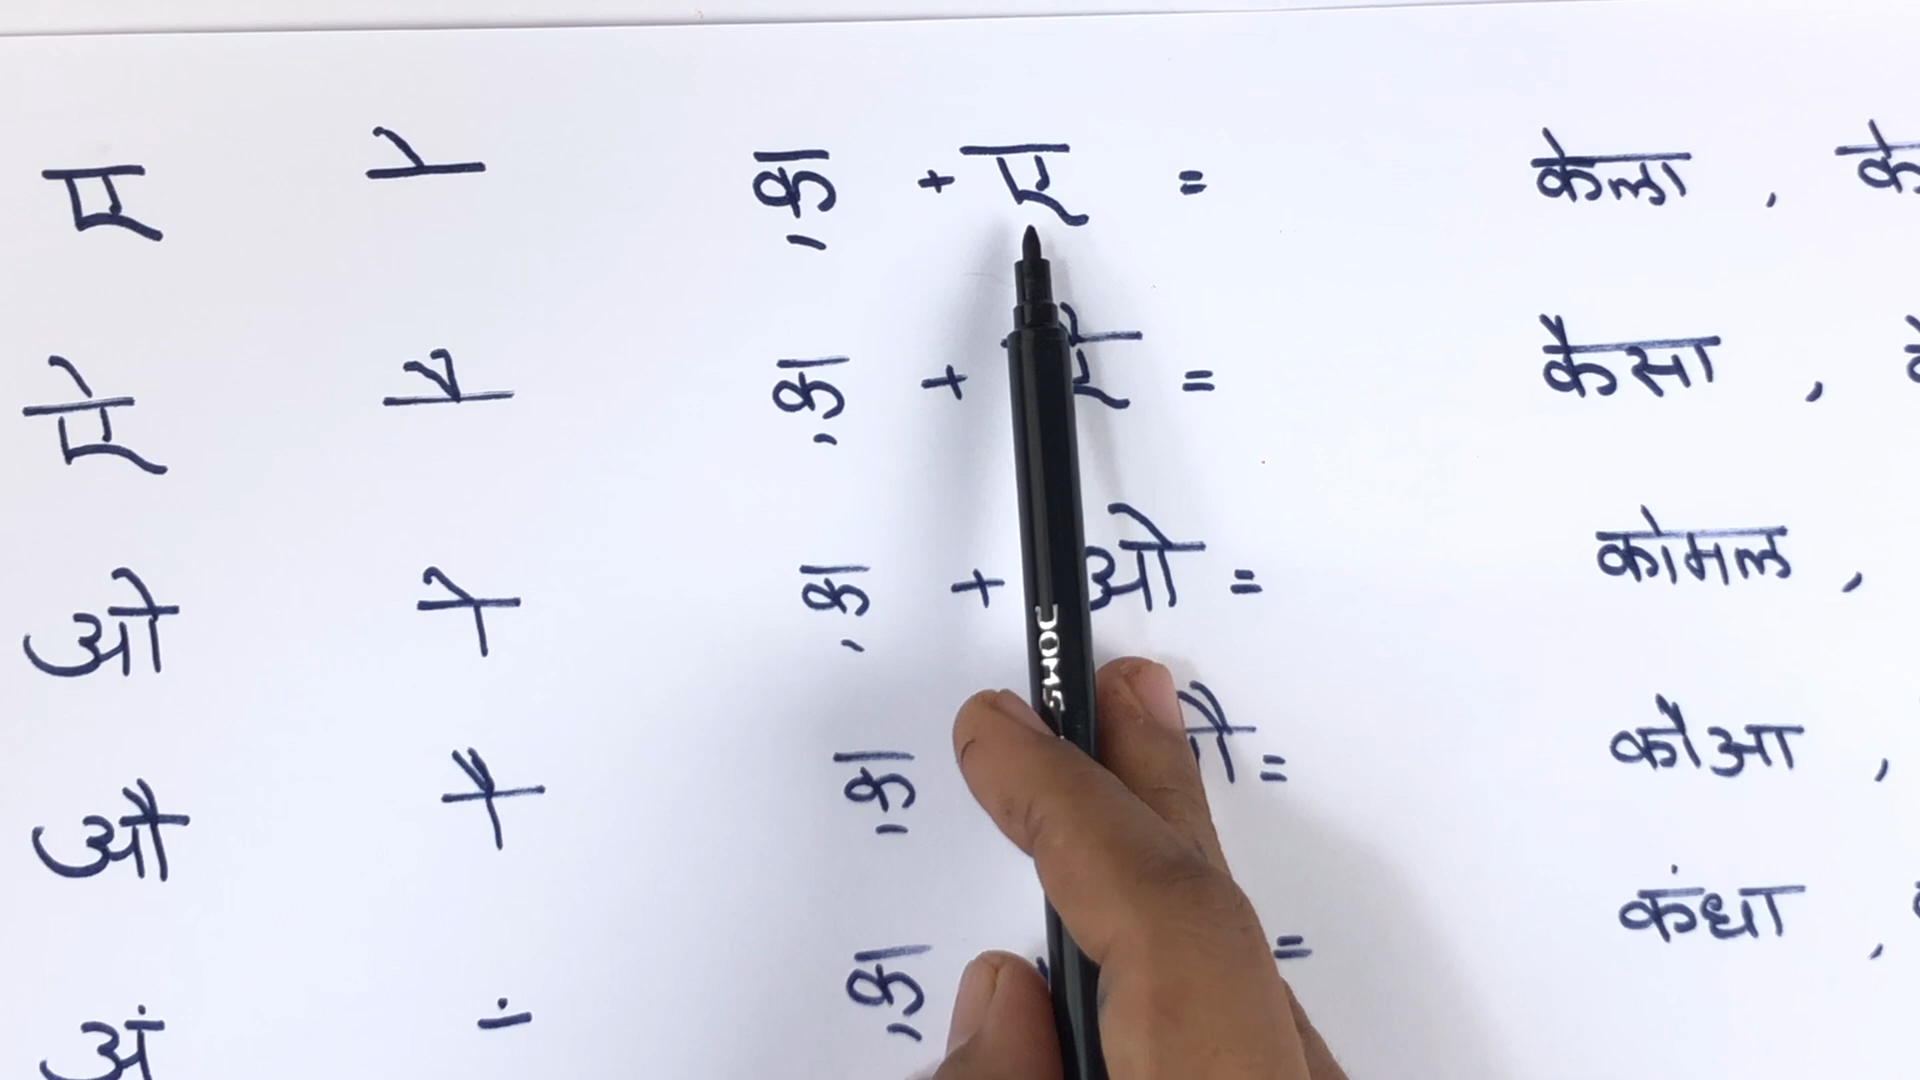 ए े क् + ए = केला , के
ऐ ै क् + ऐ = कैसा ,
ओ ो क् + ओ = कोमल ,
औ ौ क् = कौआ ,
अं ं क् = कंधा ,
DOMS